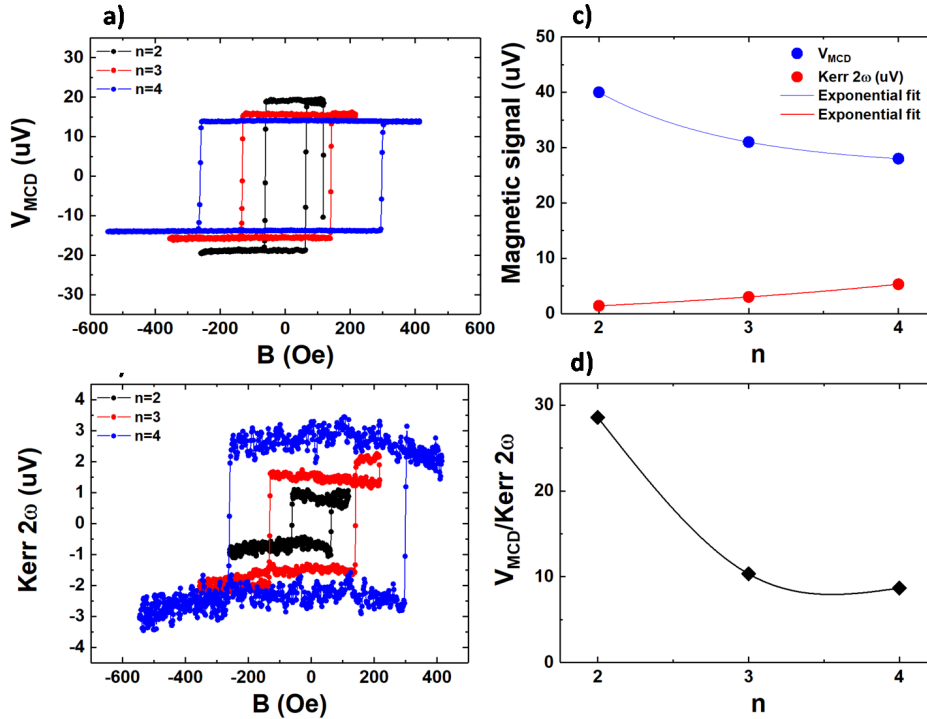 a)
V_MCD (uV)
30
20
10
0
-10
-20
-30
n=2
n=3
n=4
-600 -400 -200 0 200 400 600
B (Oe)
Kerr 2ω (uV)
4
3
2
1
0
-1
-2
-3
-4
n=2
n=3
n=4
-600 -400 -200 0 200 400
B (Oe)
c)
Magnetic signal (uV)
50
40
30
20
10
0
V_MCD
Kerr 2ω (uV)
Exponential fit
Exponential fit
2 3 4
n
d)
V_MCD/Kerr 2ω
30
20
10
0
2 3 4
n